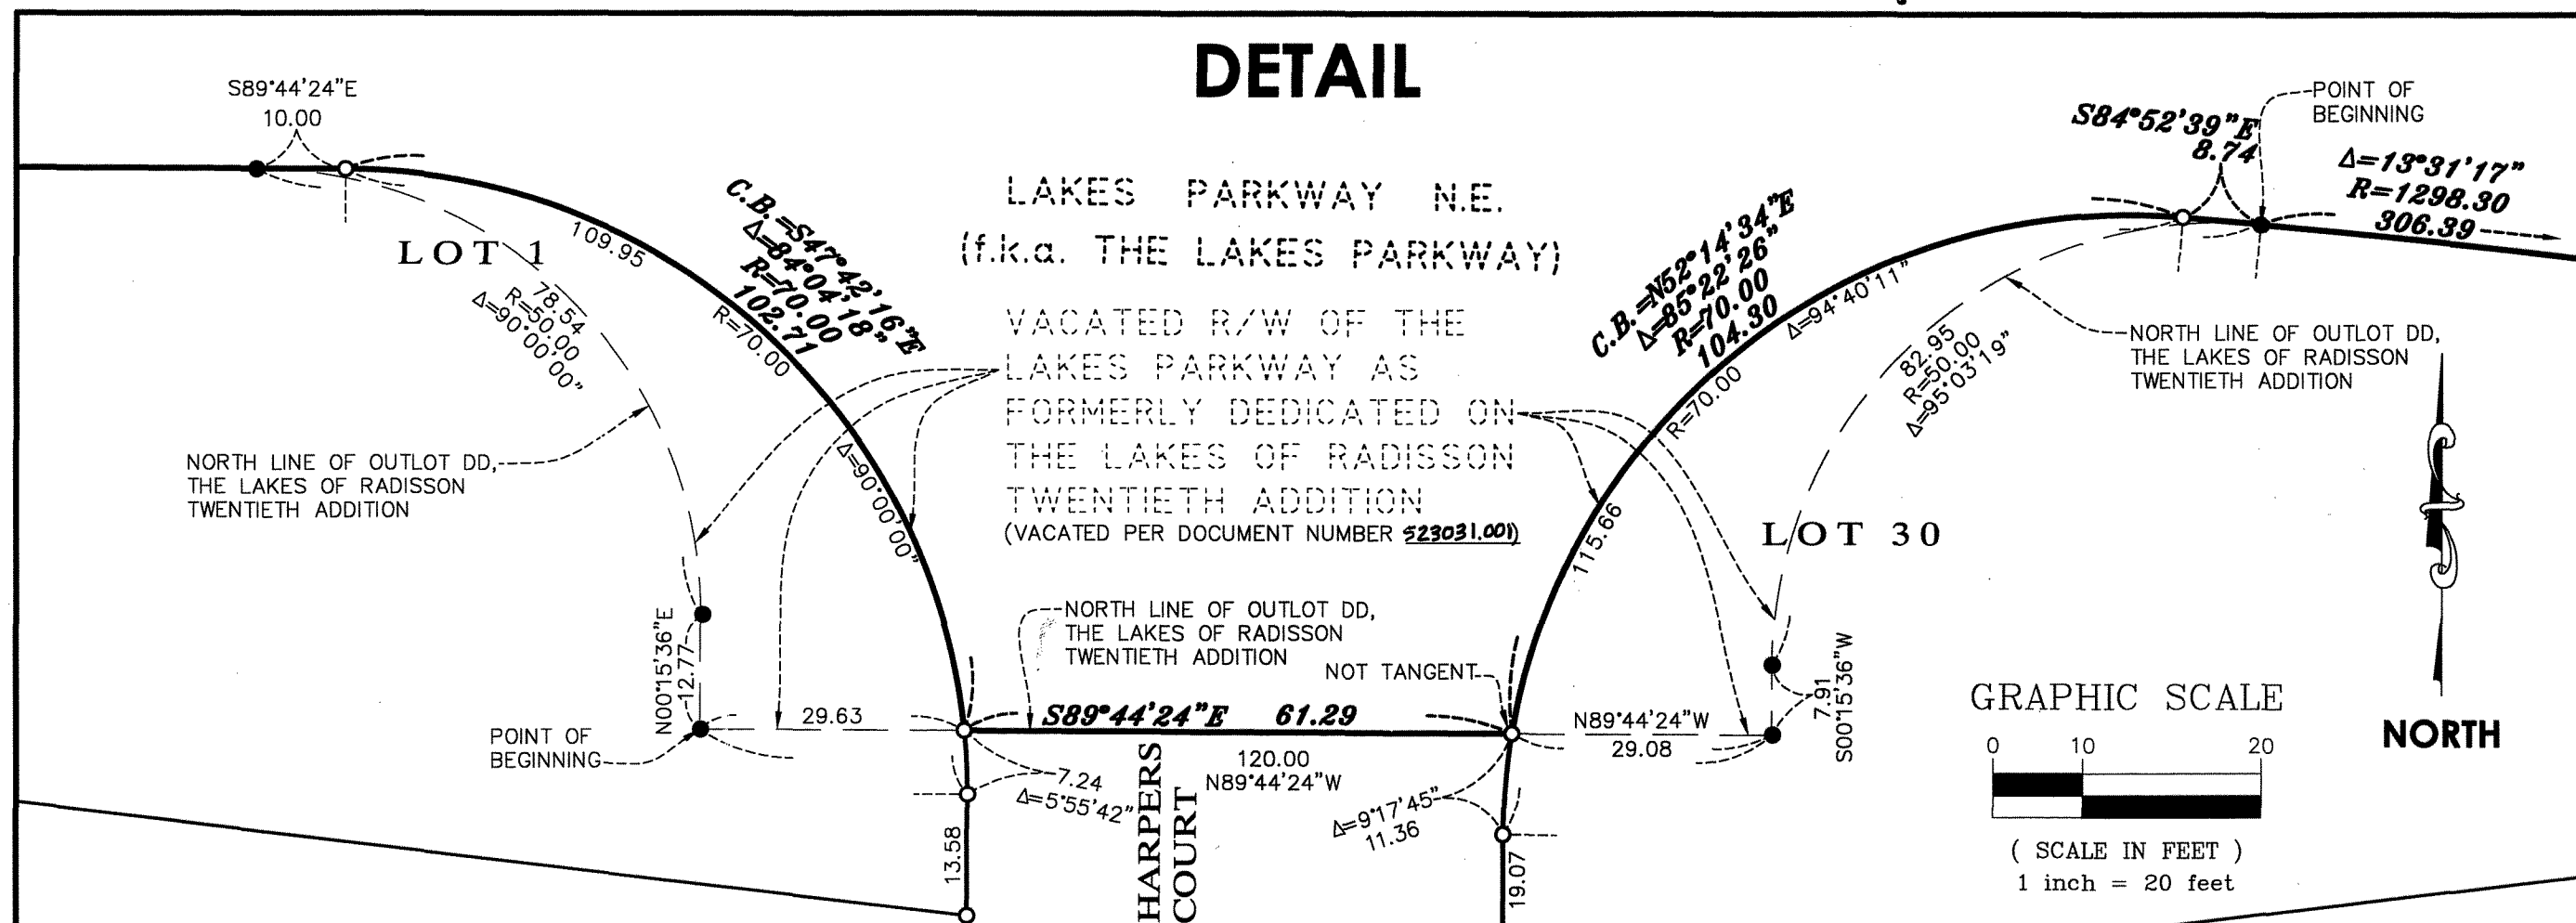 DETAIL
S89°44'24"E
10.00
LOT 1
109.95
R=70.00
Δ=90°00'00"
78.54
R=50.00
Δ=90°00'00"
C.B.=S47°42'16"E
Δ=84°04'18"
R=70.00
102.71
LAKES PARKWAY N.E.
(f.k.a. THE LAKES PARKWAY)
VACATED R/W OF THE
LAKES PARKWAY AS
FORMERLY DEDICATED ON
THE LAKES OF RADISSON
TWENTIETH ADDITION
(VACATED PER DOCUMENT NUMBER 523031.001)
C.B.=N52°14'34"E
Δ=85°22'26"
R=70.00
104.30
Δ=94°40'11"
R=70.00
115.66
S84°52'39"E
8.74
POINT OF
BEGINNING
Δ=13°31'17"
R=1298.30
306.39
82.95
R=50.00
Δ=95°03'19"
NORTH LINE OF OUTLOT DD,
THE LAKES OF RADISSON
TWENTIETH ADDITION
NORTH LINE OF OUTLOT DD,
THE LAKES OF RADISSON
TWENTIETH ADDITION
LOT 30
N00°15'36"E
12.77
29.63
POINT OF
BEGINNING
NORTH LINE OF OUTLOT DD,
THE LAKES OF RADISSON
TWENTIETH ADDITION
NOT TANGENT
S89°44'24"E 61.29
120.00
N89°44'24"W
7.24
Δ=5°55'42"
13.58
HARPERS
COURT
Δ=9°17'45"
11.36
19.07
N89°44'24"W
29.08
7.91
S00°15'36"W
GRAPHIC SCALE
0 10 20
( SCALE IN FEET )
1 inch = 20 feet
NORTH